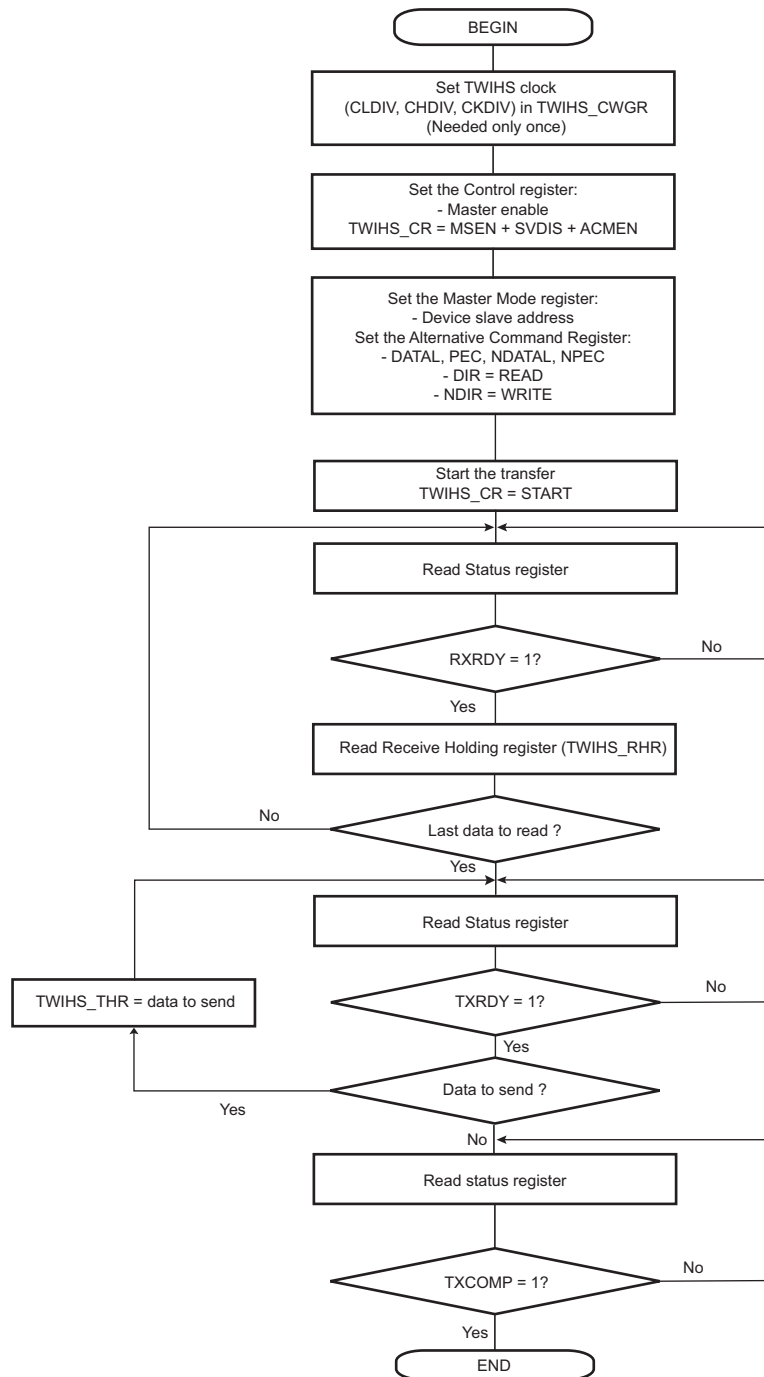 BEGIN
Set TWIHS clock
(CLDIV, CHDIV, CKDIV) in TWIHS_CWGR
(Needed only once)
Set the Control register:
- Master enable
TWIHS_CR = MSEN + SVDIS + ACMEN
Set the Master Mode register:
- Device slave address
Set the Alternative Command Register:
- DATAL, PEC, NDATAL, NPEC
- DIR = READ
- NDIR = WRITE
Start the transfer
TWIHS_CR = START
Read Status register
RXRDY = 1?
No
Yes
Read Receive Holding register (TWIHS_RHR)
No
Last data to read ?
Yes
Read Status register
TWIHS_THR = data to send
TXRDY = 1?
No
Yes
Data to send ?
Yes
No
Read status register
TXCOMP = 1?
No
Yes
END